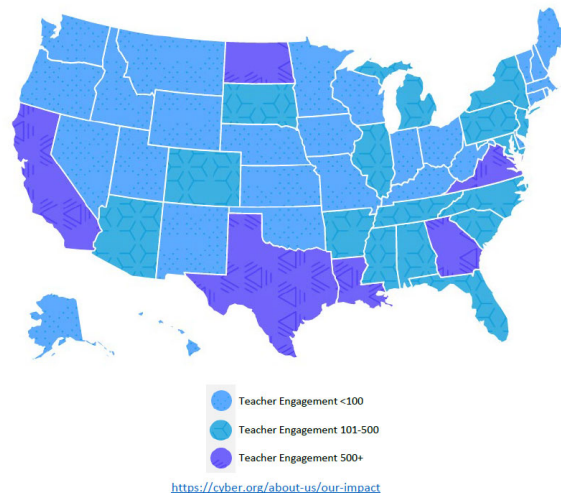 Teacher Engagement <100
Teacher Engagement 101-500
Teacher Engagement 500+
https://cyber.org/about-us/our-impact